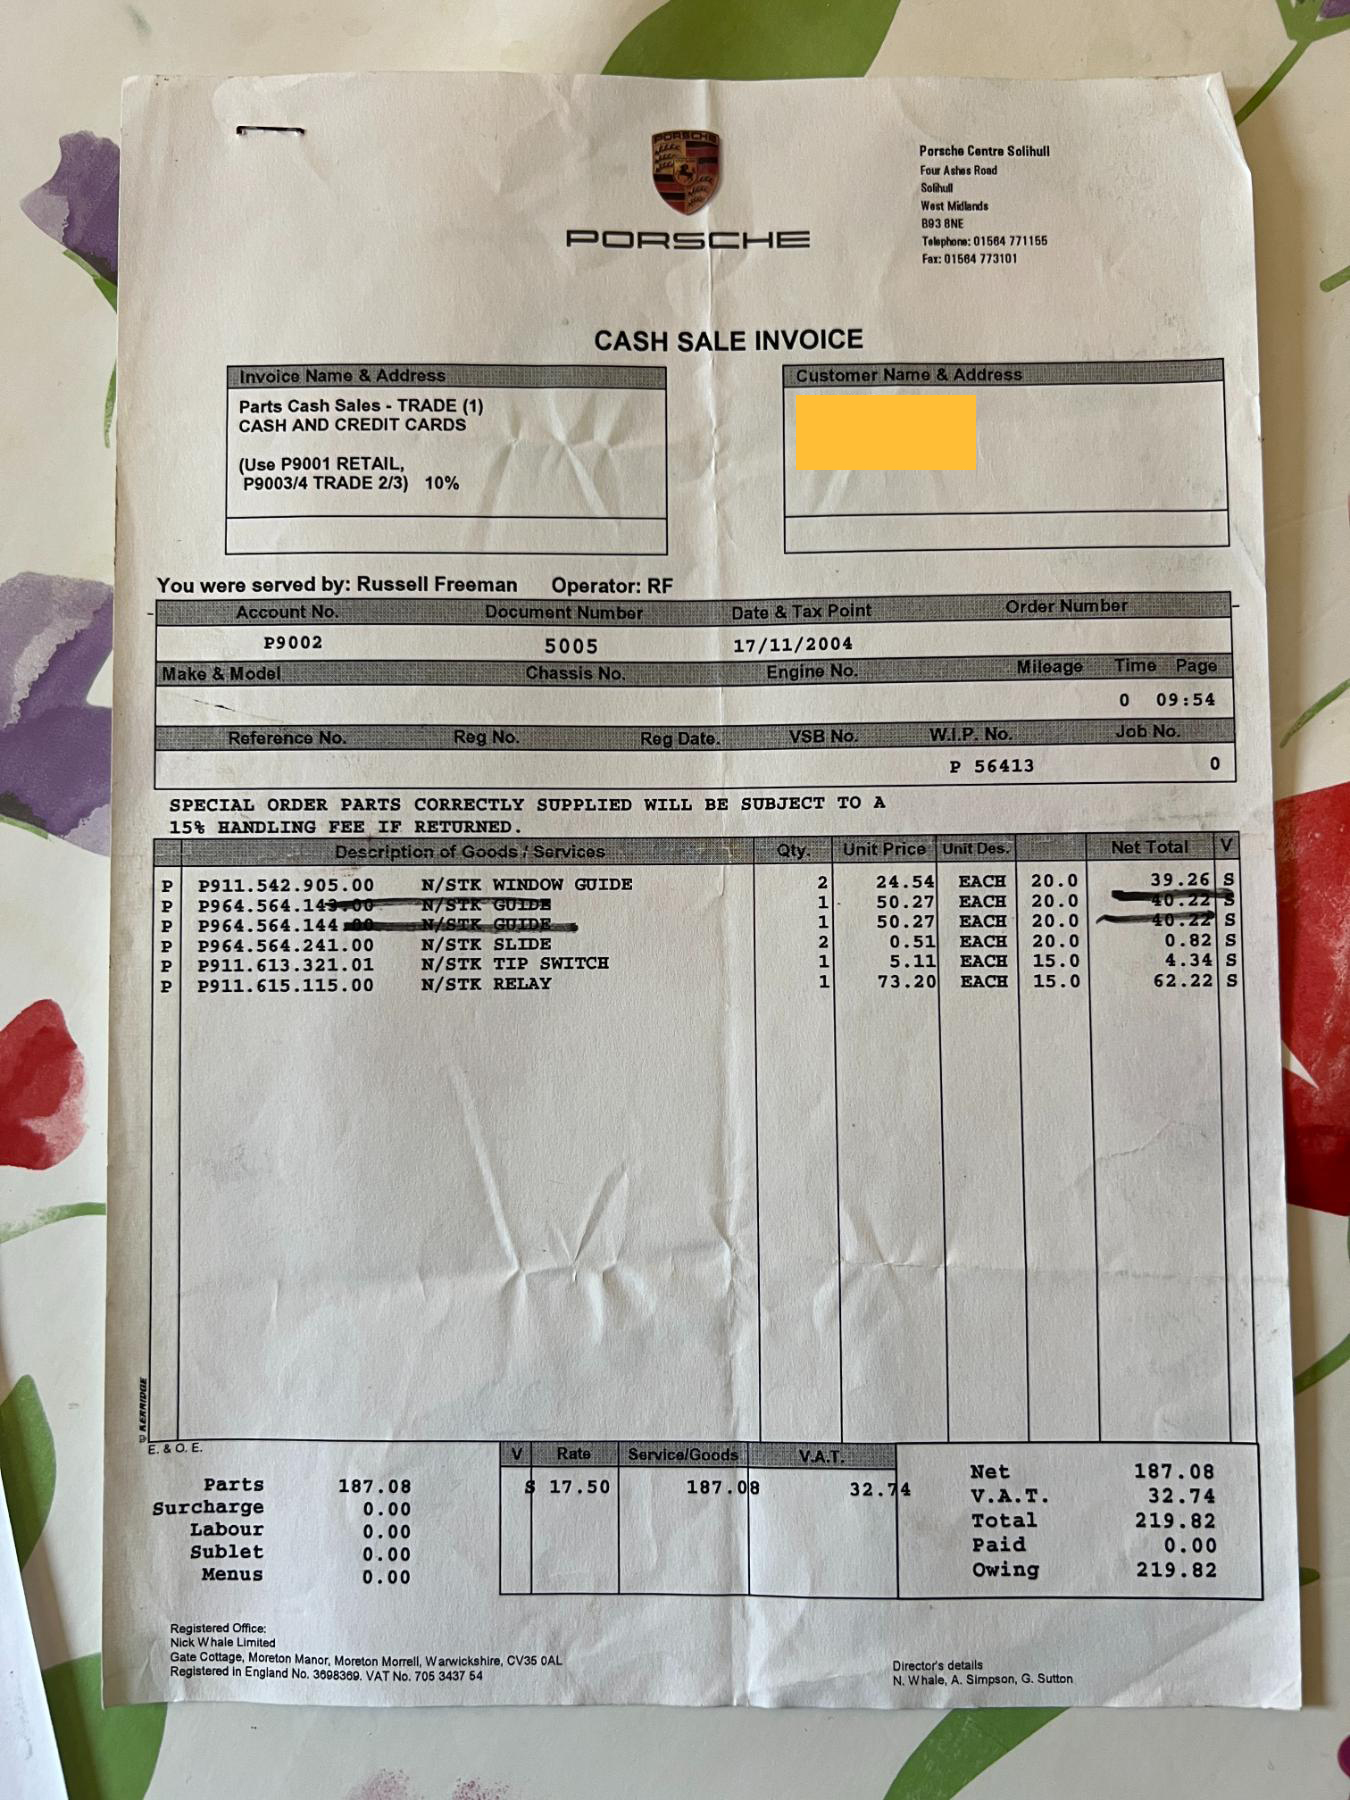 PORSCHE
PORSCHE
Porsche Centre Solihull
Four Ashes Road
Solihull
West Midlands
B93 8NE
Telephone: 01564 771155
Fax: 01564 773101
CASH SALE INVOICE
Invoice Name & Address
Parts Cash Sales - TRADE (1)
CASH AND CREDIT CARDS
(Use P9001 RETAIL,
P9003/4 TRADE 2/3) 10%
Customer Name & Address
You were served by: Russell Freeman Operator: RF
Account No. Document Number Date & Tax Point Order Number
P9002 5005 17/11/2004
Make & Model Chassis No. Engine No. Mileage Time Page
0 09:54
Reference No. Reg No. Reg Date. VSB No. W.I.P. No. Job No.
P 56413 0
SPECIAL ORDER PARTS CORRECTLY SUPPLIED WILL BE SUBJECT TO A
15% HANDLING FEE IF RETURNED.
Description of Goods / Services Qty. Unit Price Unit Des. Net Total V
P P911.542.905.00 N/STK WINDOW GUIDE 2 24.54 EACH 20.0 39.26 S
P P964.564.143.00 N/STK GUIDE 1 50.27 EACH 20.0 40.22 S
P P964.564.144.00 N/STK GUIDE 1 50.27 EACH 20.0 40.22 S
P P964.564.241.00 N/STK SLIDE 2 0.51 EACH 20.0 0.82 S
P P911.613.321.01 N/STK TIP SWITCH 1 5.11 EACH 15.0 4.34 S
P P911.615.115.00 N/STK RELAY 1 73.20 EACH 15.0 62.22 S
KERRIDGE
E. & O. E.
Parts 187.08
Surcharge 0.00
Labour 0.00
Sublet 0.00
Menus 0.00
V Rate Service/Goods V.A.T.
S 17.50 187.08 32.74
Net 187.08
V.A.T. 32.74
Total 219.82
Paid 0.00
Owing 219.82
Registered Office:
Nick Whale Limited
Gate Cottage, Moreton Manor, Moreton Morrell, Warwickshire, CV35 0AL
Registered in England No. 3698369. VAT No. 705 3437 54
Director's details
N. Whale, A. Simpson, G. Sutton